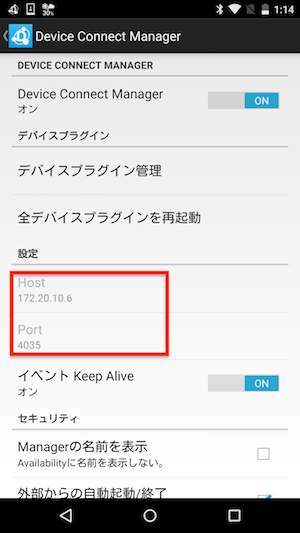 30%
1:14
Device Connect Manager
DEVICE CONNECT MANAGER
Device Connect Manager
オン
ON
デバイスプラグイン
デバイスプラグイン管理
全デバイスプラグインを再起動
設定
Host
172.20.10.6
Port
4035
イベント Keep Alive
オン
ON
セキュリティ
Managerの名前を表示
Availabilityに名前を表示しない。
外部からの自動起動/終了